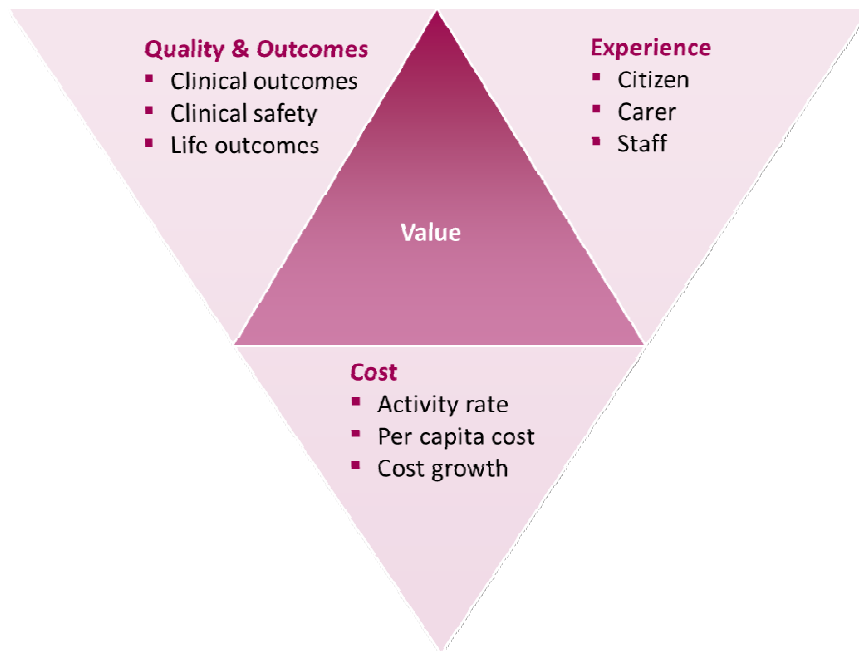 Quality & Outcomes
▪ Clinical outcomes
▪ Clinical safety
▪ Life outcomes
Experience
▪ Citizen
▪ Carer
▪ Staff
Value
Cost
▪ Activity rate
▪ Per capita cost
▪ Cost growth